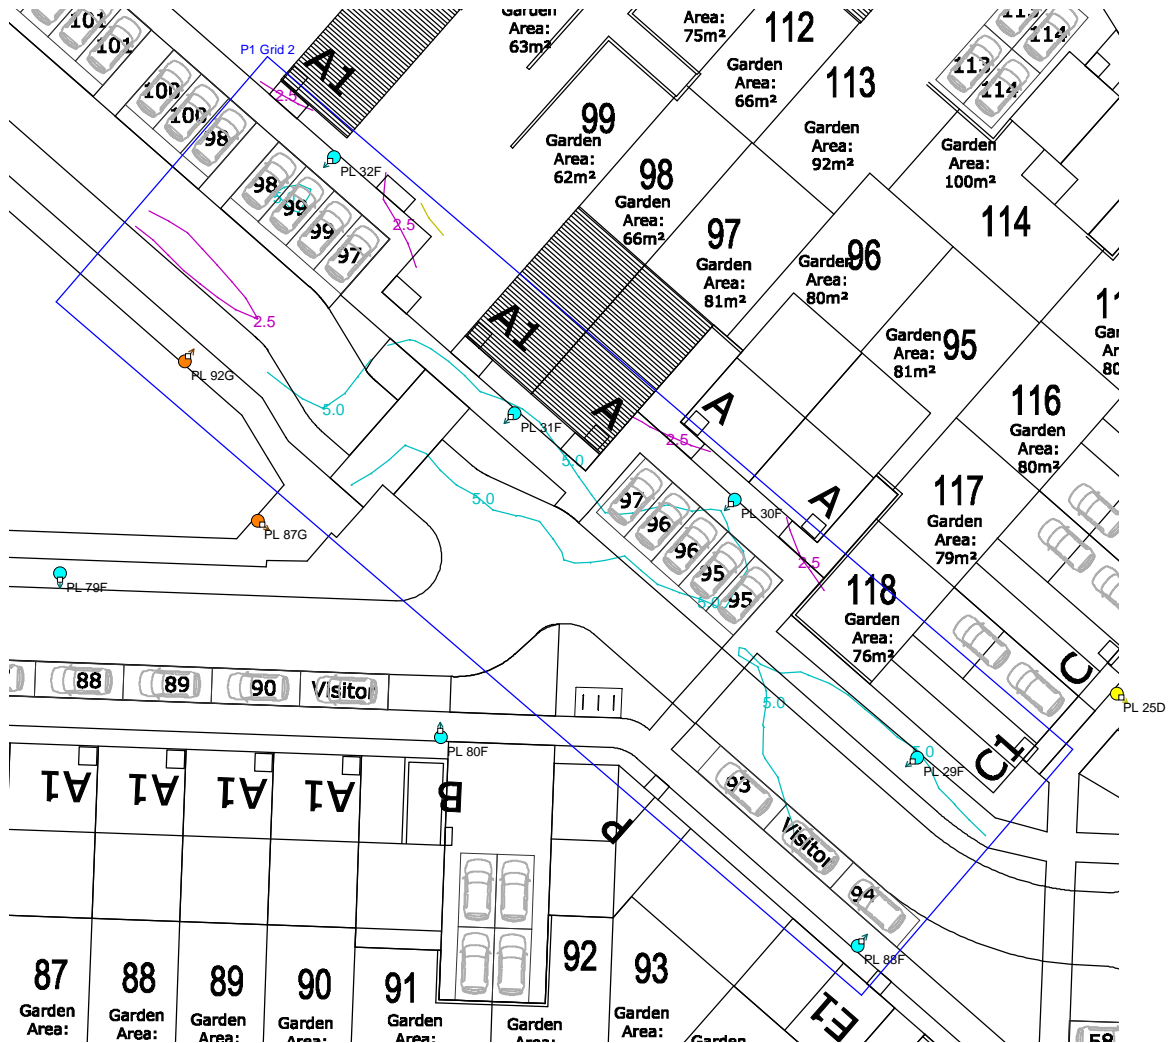 Garden
Area:
63m²
Area:
75m²
112
Garden
Area:
66m²
113
Garden
Area:
92m²
114
113
114
Garden
Area:
100m²
114
101
101
100
100
98
P1 Grid 2
A1
2.5
PL 32F
98
5.0
99
99
97
2.5
99
Garden
Area:
62m²
98
Garden
Area:
66m²
97
Garden
Area:
81m²
96
Garden
Area:
80m²
95
Garden
Area:
81m²
116
Garden
Area:
80m²
117
Garden
Area:
79m²
118
Garden
Area:
76m²
2.5
PL 92G
5.0
A1
PL 31F
A
A
A
2.5
5.0
5.0
PL 30F
97
96
96
95
95
2.5
5.0
PL 87G
PL 79F
88
89
90
Visitor
PL 80F
A1
A1
A1
A1
B
5.0
5.0
PL 29F
C
C1
PL 25D
93
Visitor
94
PL 88F
E1
87
Garden
Area:
88
Garden
Area:
89
Garden
Area:
90
Garden
Area:
91
Garden
Area:
92
Garden
Area:
93
Garden
Area:
Garden
58